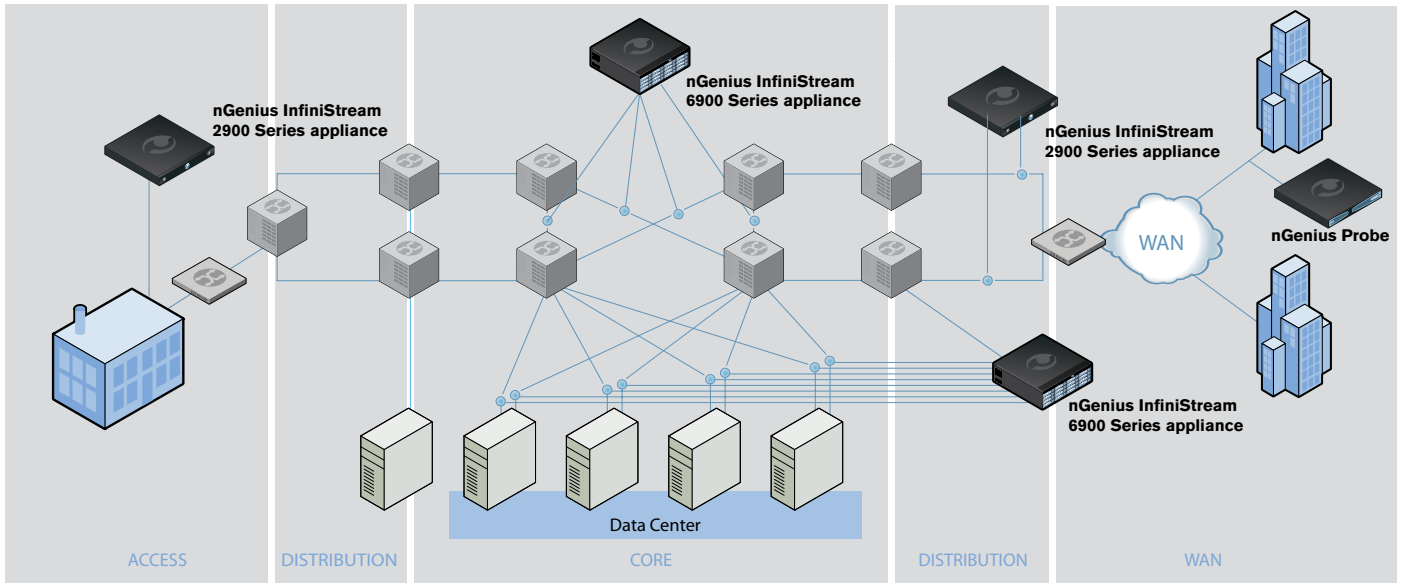 nGenius InfiniStream
2900 Series appliance
nGenius InfiniStream
6900 Series appliance
nGenius InfiniStream
2900 Series appliance
WAN
nGenius Probe
nGenius InfiniStream
6900 Series appliance
Data Center
ACCESS
DISTRIBUTION
CORE
DISTRIBUTION
WAN